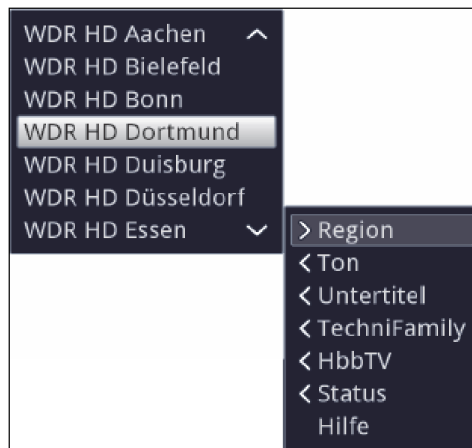 WDR HD Aachen
WDR HD Bielefeld
WDR HD Bonn
WDR HD Dortmund
WDR HD Duisburg
WDR HD Düsseldorf
WDR HD Essen
Region
Ton
Untertitel
TechniFamily
HbbTV
Status
Hilfe